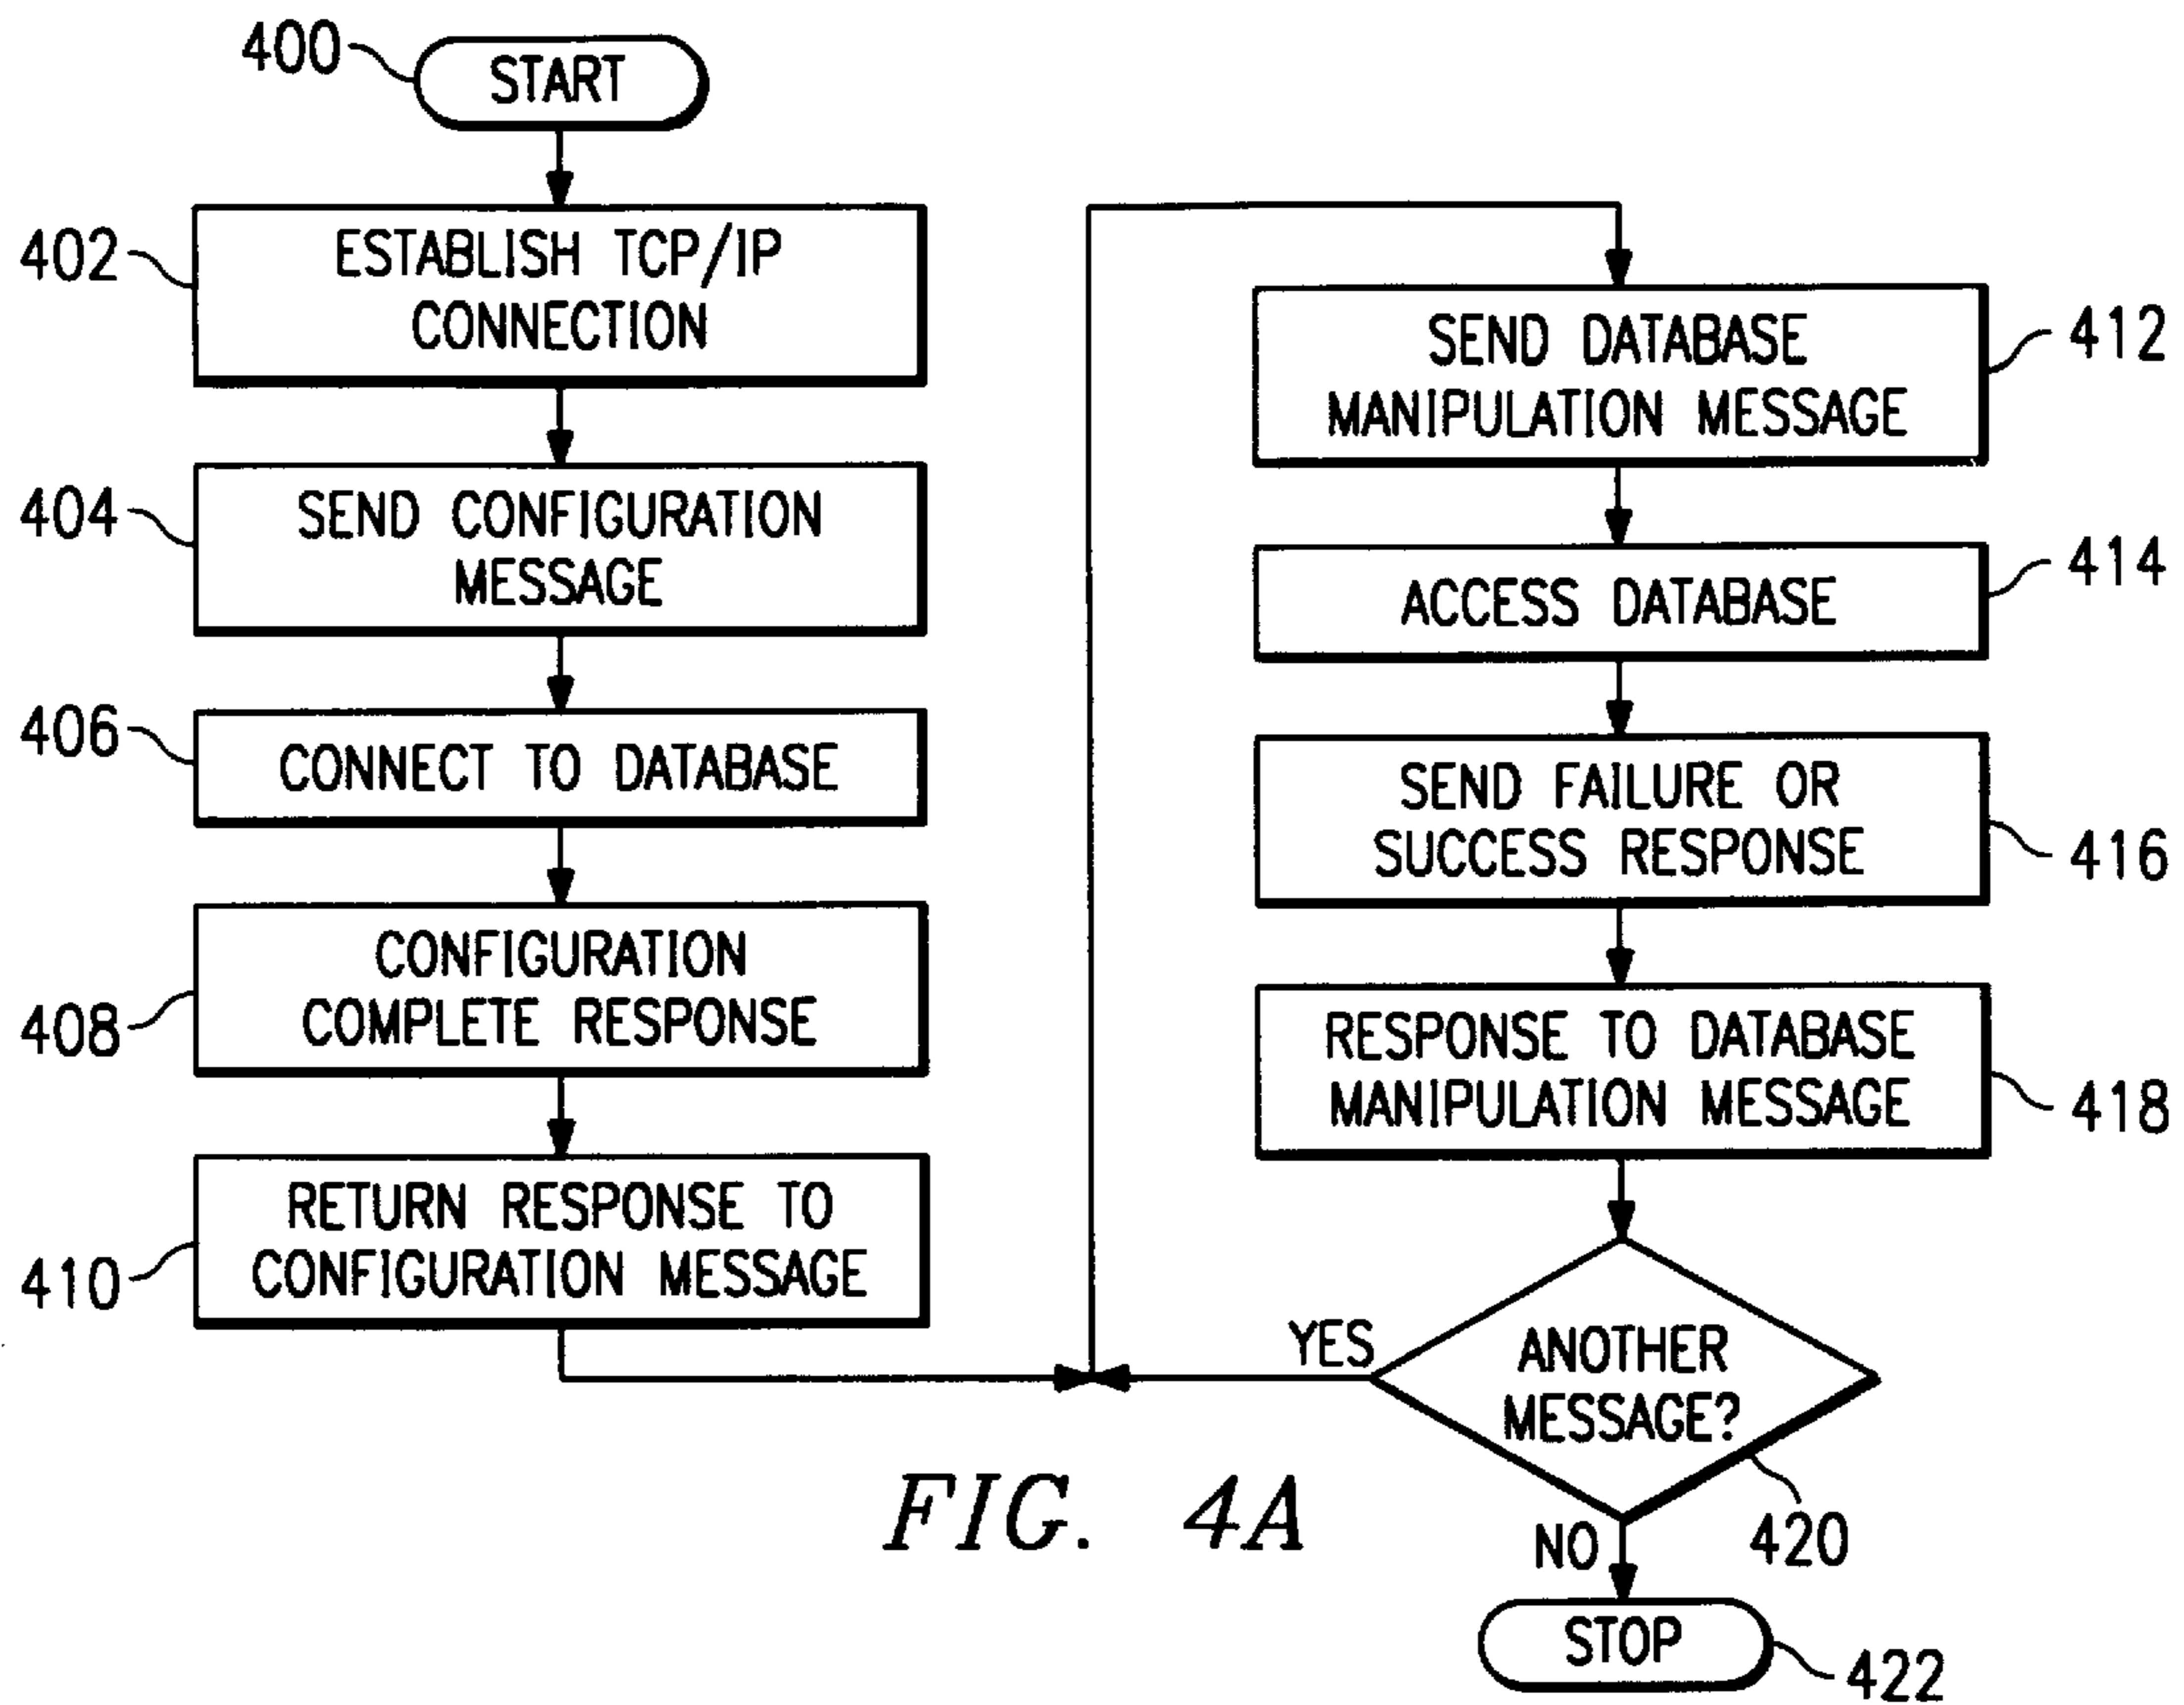 400
START
402
ESTABLISH TCP/IP
CONNECTION
404
SEND CONFIGURATION
MESSAGE
406
CONNECT TO DATABASE
408
CONFIGURATION
COMPLETE RESPONSE
410
RETURN RESPONSE TO
CONFIGURATION MESSAGE
412
SEND DATABASE
MANIPULATION MESSAGE
414
ACCESS DATABASE
416
SEND FAILURE OR
SUCCESS RESPONSE
418
RESPONSE TO DATABASE
MANIPULATION MESSAGE
YES
ANOTHER
MESSAGE?
420
NO
STOP
422
FIG. 4A